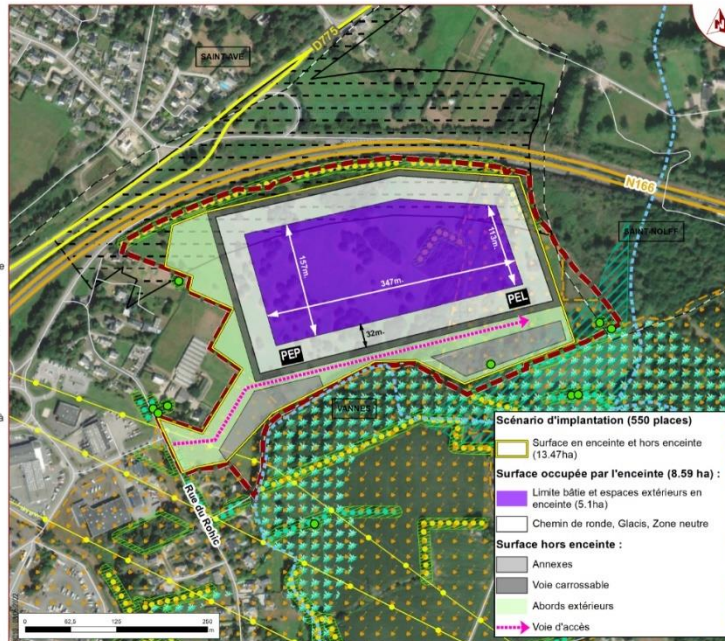 N
SAINT-AVE
D775
N166
SAINT-NOLFF
157m.
113m.
347m.
32m.
PEL
PEP
VANNES
Rue du Rohic
e
à
Scénario d'implantation (550 places)
Surface en enceinte et hors enceinte
(13.47ha)
Surface occupée par l'enceinte (8.59 ha) :
Limite bâtie et espaces extérieurs en
enceinte (5.1ha)
Chemin de ronde, Glacis, Zone neutre
Surface hors enceinte :
Annexes
Voie carrossable
Abords extérieurs
Voie d'accès
0 62,5 125 250
m